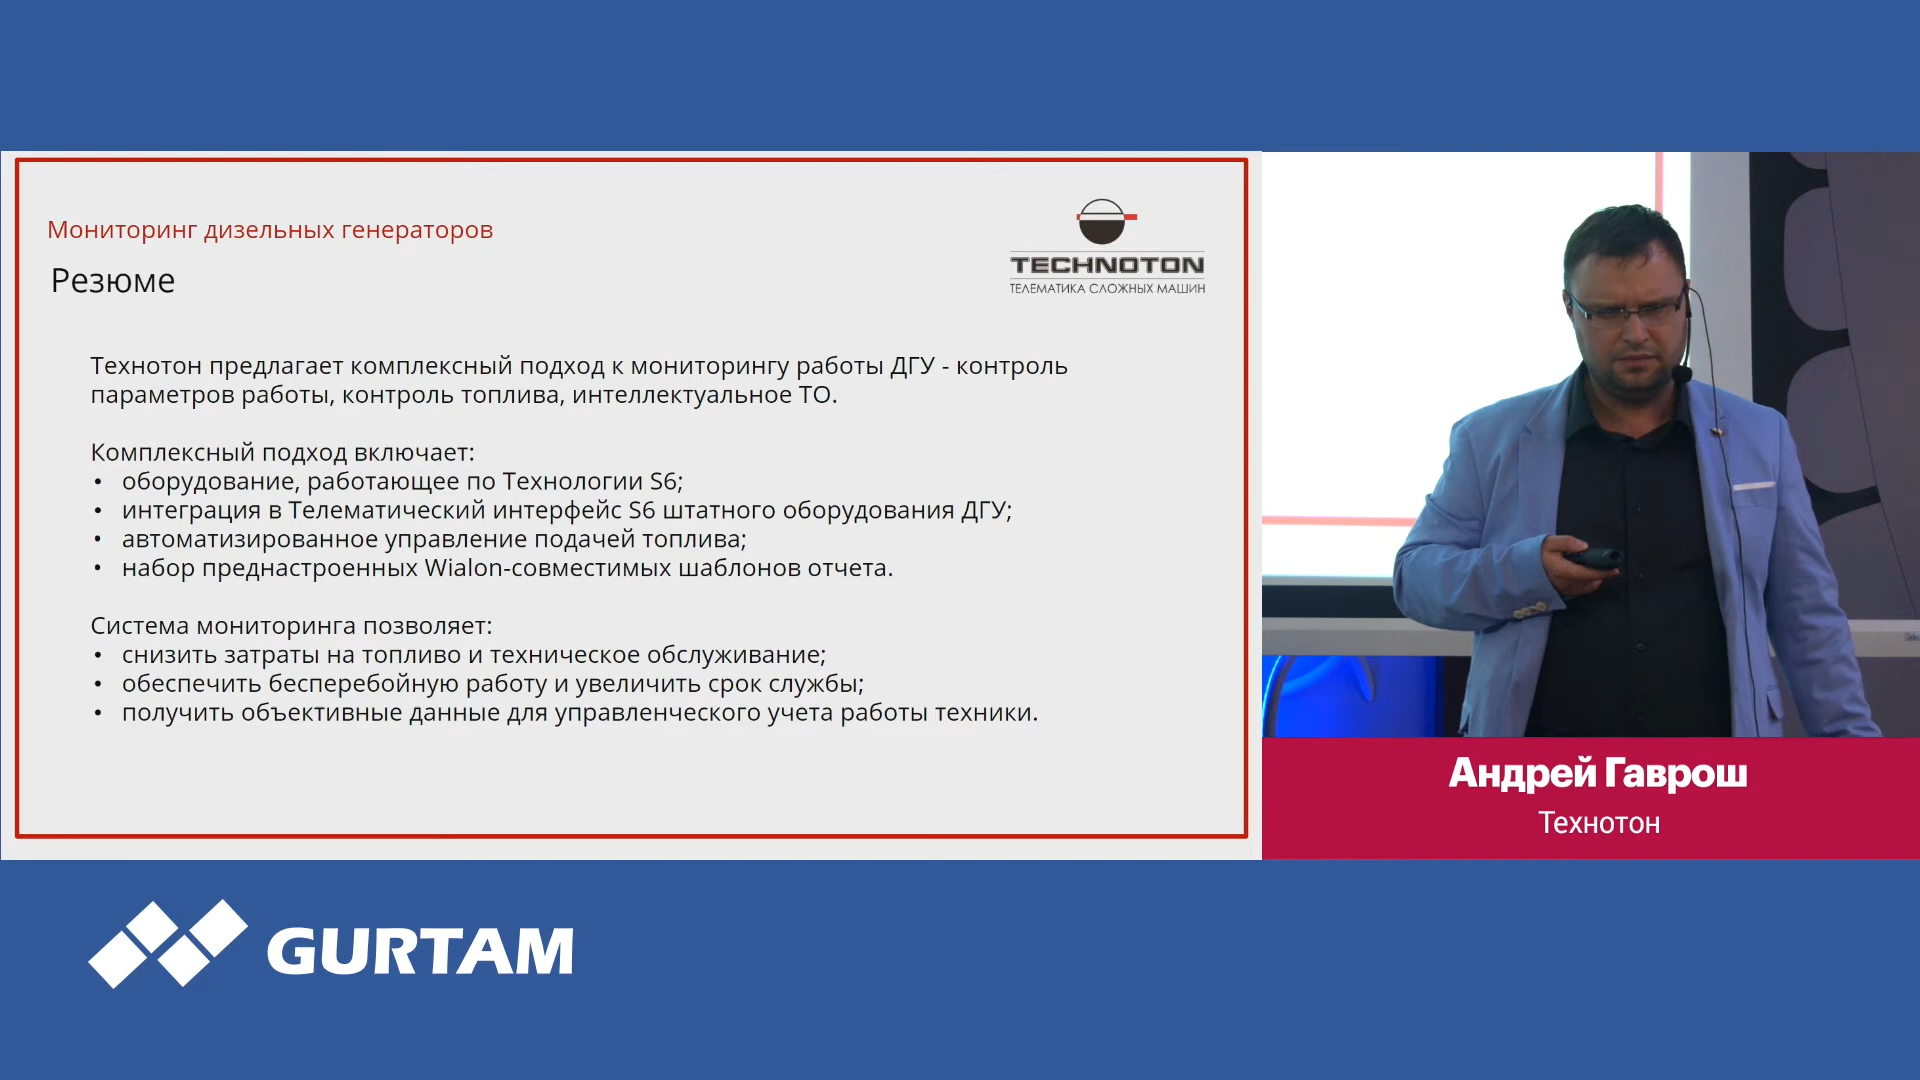 Мониторинг дизельных генераторов
Резюме
TECHNOTON
ТЕЛЕМАТИКА СЛОЖНЫХ МАШИН
Технотон предлагает комплексный подход к мониторингу работы ДГУ - контроль
параметров работы, контроль топлива, интеллектуальное ТО.
Комплексный подход включает:
• оборудование, работающее по Технологии S6;
• интеграция в Телематический интерфейс S6 штатного оборудования ДГУ;
• автоматизированное управление подачей топлива;
• набор преднастроенных Wialon-совместимых шаблонов отчета.
Система мониторинга позволяет:
• снизить затраты на топливо и техническое обслуживание;
• обеспечить бесперебойную работу и увеличить срок службы;
• получить объективные данные для управленческого учета работы техники.
Андрей Гаврош
Технотон
GURTAM